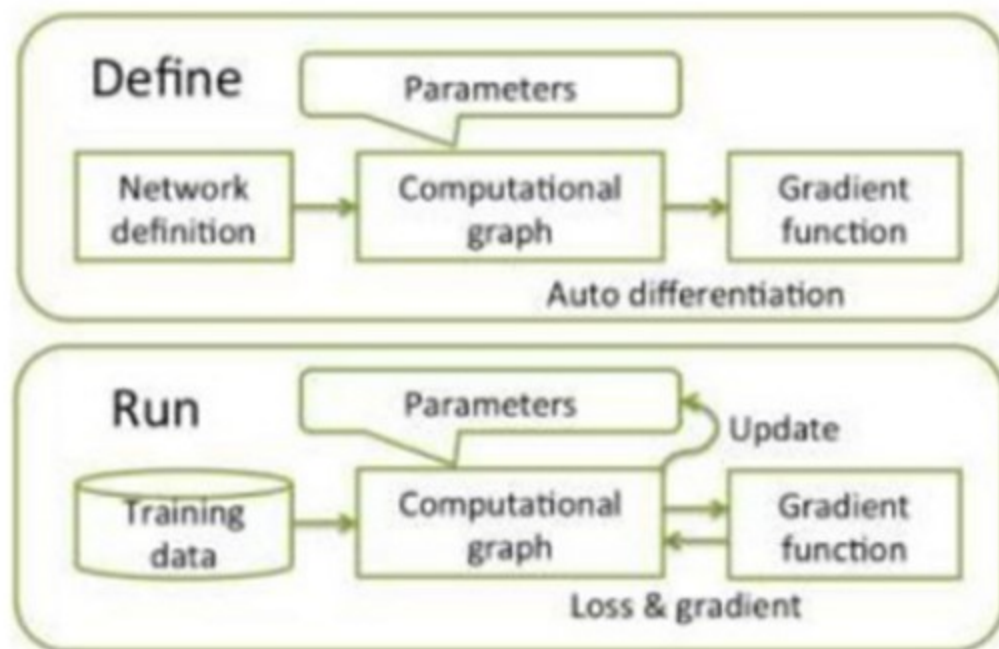 Define
Parameters
Network
definition
Computational
graph
Gradient
function
Auto differentiation
Run
Parameters
Update
Training
data
Computational
graph
Gradient
function
Loss & gradient